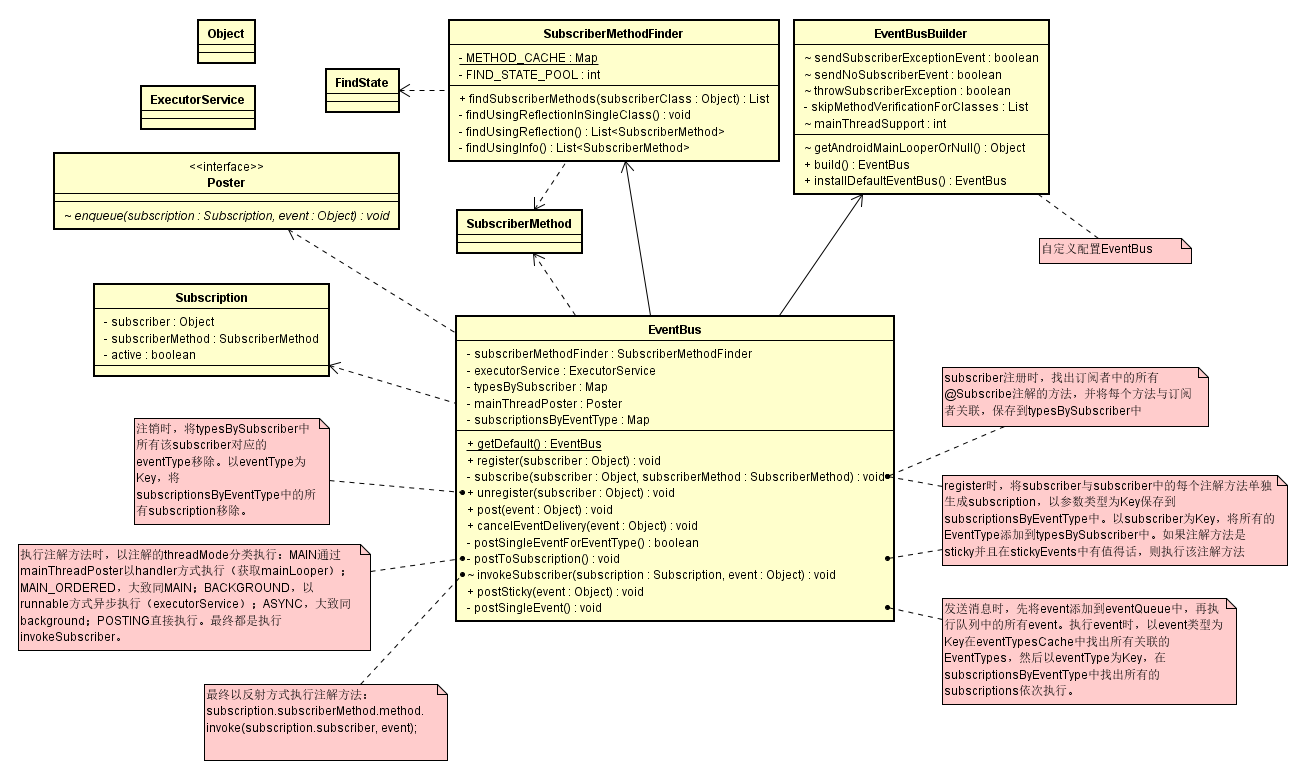 Object
ExecutorService
FindState
SubscriberMethodFinder
- METHOD_CACHE : Map
- FIND_STATE_POOL : int
+ findSubscriberMethods(subscriberClass : Object) : List
- findUsingReflectionInSingleClass() : void
- findUsingReflection() : List<SubscriberMethod>
- findUsingInfo() : List<SubscriberMethod>
EventBusBuilder
~ sendSubscriberExceptionEvent : boolean
~ sendNoSubscriberEvent : boolean
~ throwSubscriberException : boolean
- skipMethodVerificationForClasses : List
~ mainThreadSupport : int
~ getAndroidMainLooperOrNull() : Object
+ build() : EventBus
+ installDefaultEventBus() : EventBus
<<interface>>
Poster
~ enqueue(subscription : Subscription, event : Object) : void
SubscriberMethod
自定义配置EventBus
Subscription
- subscriber : Object
- subscriberMethod : SubscriberMethod
- active : boolean
EventBus
- subscriberMethodFinder : SubscriberMethodFinder
- executorService : ExecutorService
- typesBySubscriber : Map
- mainThreadPoster : Poster
- subscriptionsByEventType : Map
+ getDefault() : EventBus
+ register(subscriber : Object) : void
- subscribe(subscriber : Object, subscriberMethod : SubscriberMethod) : void
+ unregister(subscriber : Object) : void
+ post(event : Object) : void
+ cancelEventDelivery(event : Object) : void
- postSingleEventForEventType() : boolean
- postToSubscription() : void
~ invokeSubscriber(subscription : Subscription, event : Object) : void
+ postSticky(event : Object) : void
- postSingleEvent() : void
subscriber注册时，找出订阅者中的所有
@Subscribe注解的方法，并将每个方法与订阅
者关联，保存到typesBySubscriber中
注销时，将typesBySubscriber中
所有该subscriber对应的
eventType移除。以eventType为
Key，将
subscriptionsByEventType中的所
有subscription移除。
register时，将subscriber与subscriber中的每个注解方法单独
生成subscription，以参数类型为Key保存到
subscriptionsByEventType中。以subscriber为Key，将所有的
EventType添加到typesBySubscriber中。如果注解方法是
sticky并且在stickyEvents中有值得话，则执行该注解方法
执行注解方法时，以注解的threadMode分类执行：MAIN通过
mainThreadPoster以handler方式执行（获取mainLooper）；
MAIN_ORDERED，大致同MAIN；BACKGROUND，以
runnable方式异步执行（executorService）；ASYNC，大致同
background；POSTING直接执行。最终都是执行
invokeSubscriber。
发送消息时，先将event添加到eventQueue中，再执
行队列中的所有event。执行event时，以event类型为
Key在eventTypesCache中找出所有关联的
EventTypes，然后以eventType为Key，在
subscriptionsByEventType中找出所有的
subscriptions依次执行。
最终以反射方式执行注解方法：
subscription.subscriberMethod.method.
invoke(subscription.subscriber, event);